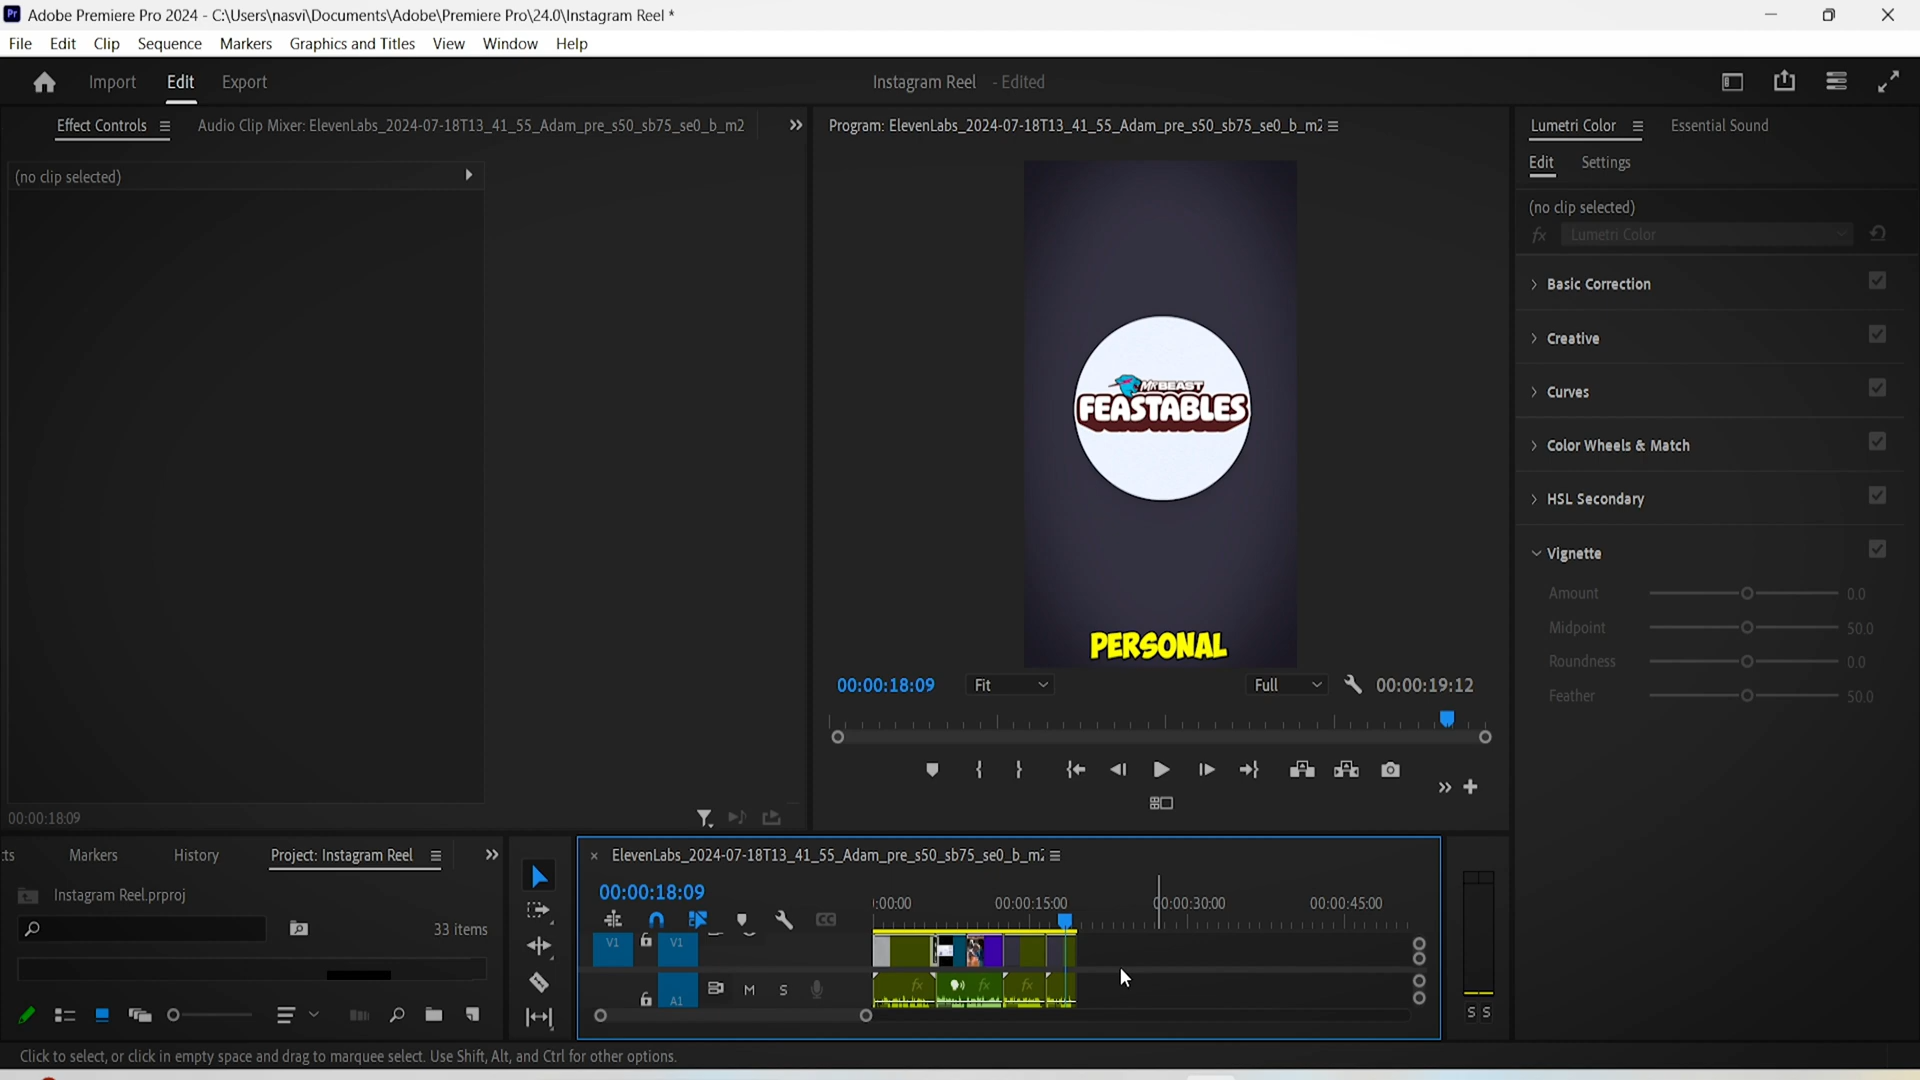 Adobe Premiere Pro 2024 - C:\Users\nasvi\Documents\Adobe\Premiere Pro\24.0\Instagram Reel *
File Edit Clip Sequence Markers Graphics and Titles View Window Help
Import Edit Export Instagram Reel - Edited
Effect Controls Audio Clip Mixer: ElevenLabs_2024-07-18T13_41_55_Adam_pre_s50_sb75_se0_b_m2
(no clip selected)
00:00:18:09
Program: ElevenLabs_2024-07-18T13_41_55_Adam_pre_s50_sb75_se0_b_m2
MRBEAST
FEASTABLES
PERSONAL
00:00:18:09 Fit Full 00:00:19:12
Lumetri Color Essential Sound
Edit Settings
(no clip selected)
fx Lumetri Color
Basic Correction
Creative
Curves
Color Wheels & Match
HSL Secondary
Vignette
Amount 0.0
Midpoint 50.0
Roundness 0.0
Feather 50.0
cts Markers History Project: Instagram Reel
Instagram Reel.prproj
33 items
ElevenLabs_2024-07-18T13_41_55_Adam_pre_s50_sb75_se0_b_m2
00:00:18:09
:00:00 00:00:15:00 00:00:30:00 00:00:45:00
V1 V1
A1 M S fx fx fx
S S
Click to select, or click in empty space and drag to marquee select. Use Shift, Alt, and Ctrl for other options.